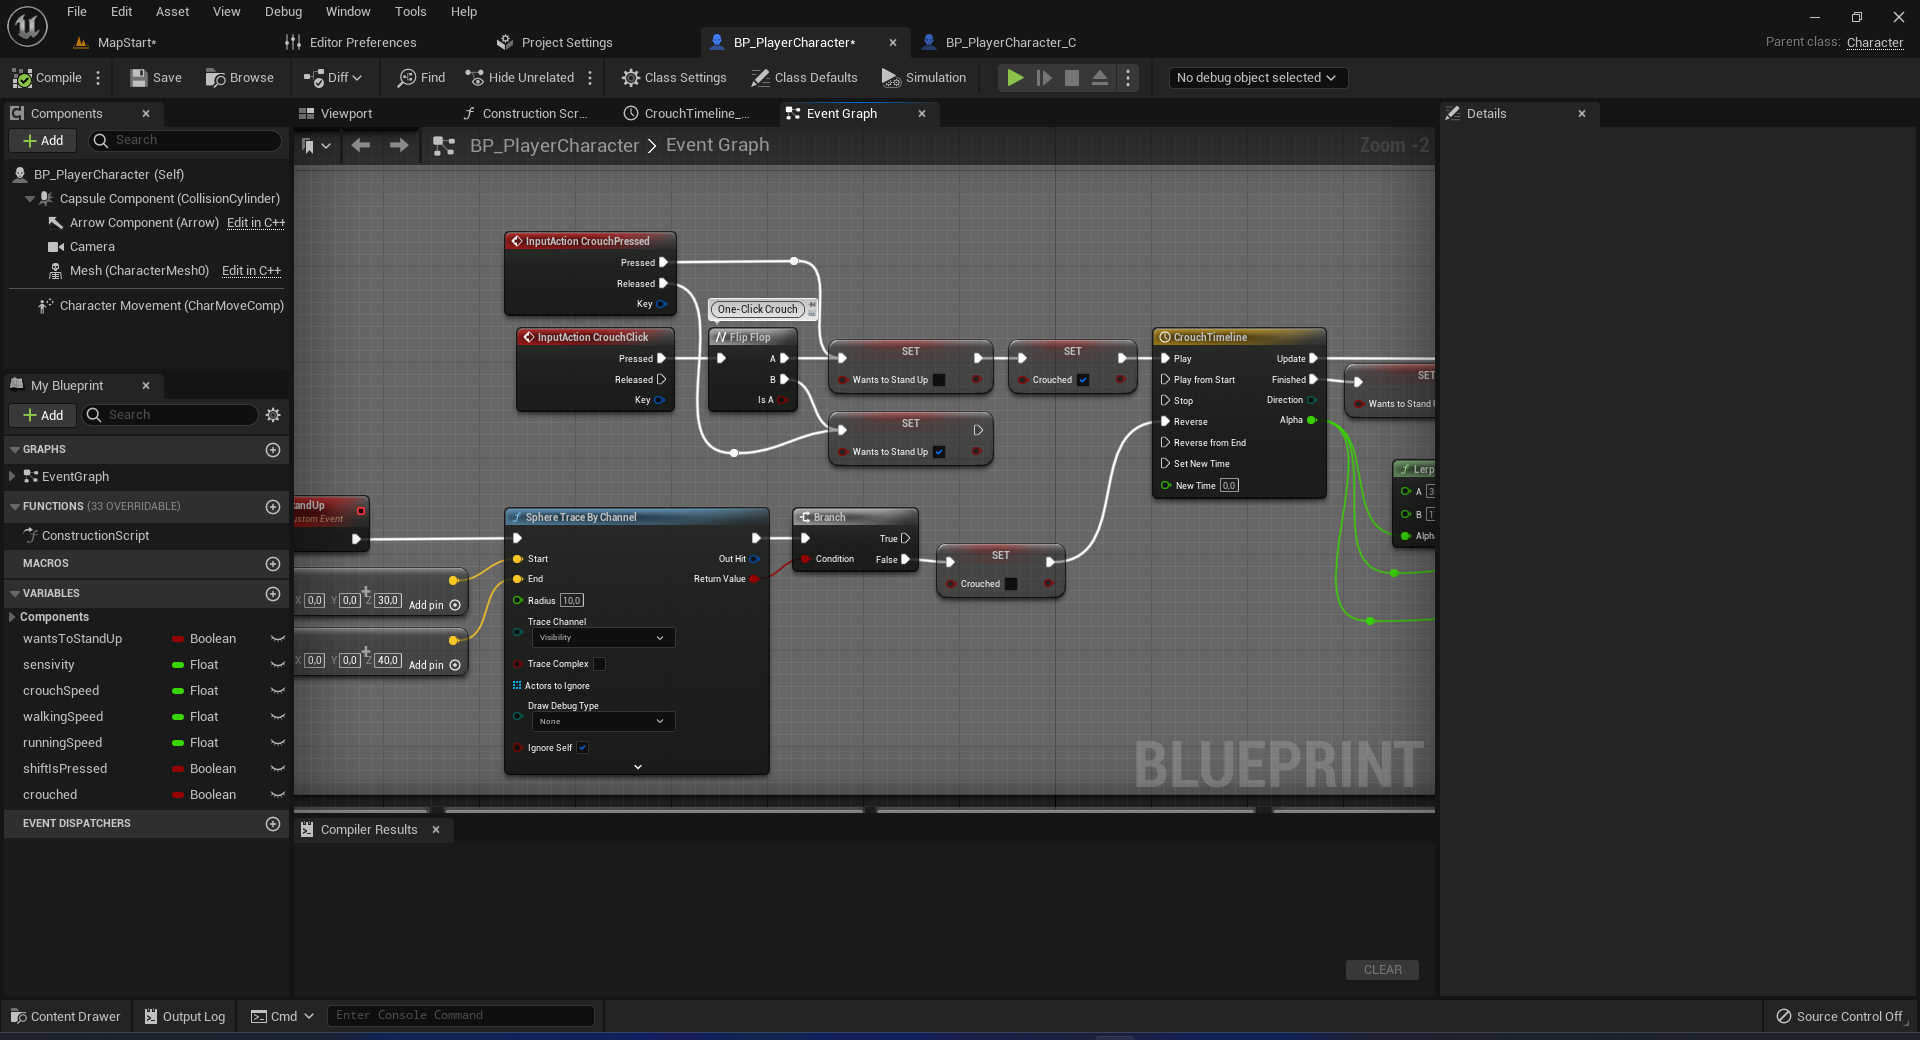 File Edit Asset View Debug Window Tools Help
MapStart* Editor Preferences Project Settings BP_PlayerCharacter* BP_PlayerCharacter_C
Parent class: Character
Compile Save Browse Diff Find Hide Unrelated Class Settings Class Defaults Simulation No debug object selected
Components
Add Search
BP_PlayerCharacter (Self)
Capsule Component (CollisionCylinder)
Arrow Component (Arrow) Edit in C++
Camera
Mesh (CharacterMesh0) Edit in C++
Character Movement (CharMoveComp)
My Blueprint
Add Search
GRAPHS
EventGraph
FUNCTIONS (33 OVERRIDABLE)
ConstructionScript
MACROS
VARIABLES
Components
wantsToStandUp Boolean
sensivity Float
crouchSpeed Float
walkingSpeed Float
runningSpeed Float
shiftIsPressed Boolean
crouched Boolean
EVENT DISPATCHERS
Viewport Construction Scr... CrouchTimeline_... Event Graph
BP_PlayerCharacter > Event Graph Zoom -2
InputAction CrouchPressed
Pressed
Released
Key
One-Click Crouch
InputAction CrouchClick
Pressed
Released
Key
Flip Flop
A
B
Is A
SET
Wants to Stand Up
SET
Crouched
SET
Wants to Stand Up
CrouchTimeline
Play Update
Play from Start Finished
Stop Direction
Reverse Alpha
Reverse from End
Set New Time
New Time 0,0
SET
Wants to Stand
Lerp
A 3
B 1
Alph
andUp
ustom Event
X 0,0 Y 0,0 Z 30,0 Add pin
X 0,0 Y 0,0 Z 40,0 Add pin
Sphere Trace By Channel
Start Out Hit
End Return Value
Radius 10,0
Trace Channel
Visibility
Trace Complex
Actors to Ignore
Draw Debug Type
None
Ignore Self
Branch
True
Condition False
SET
Crouched
BLUEPRINT
Compiler Results
CLEAR
Details
Content Drawer Output Log Cmd Enter Console Command Source Control Off